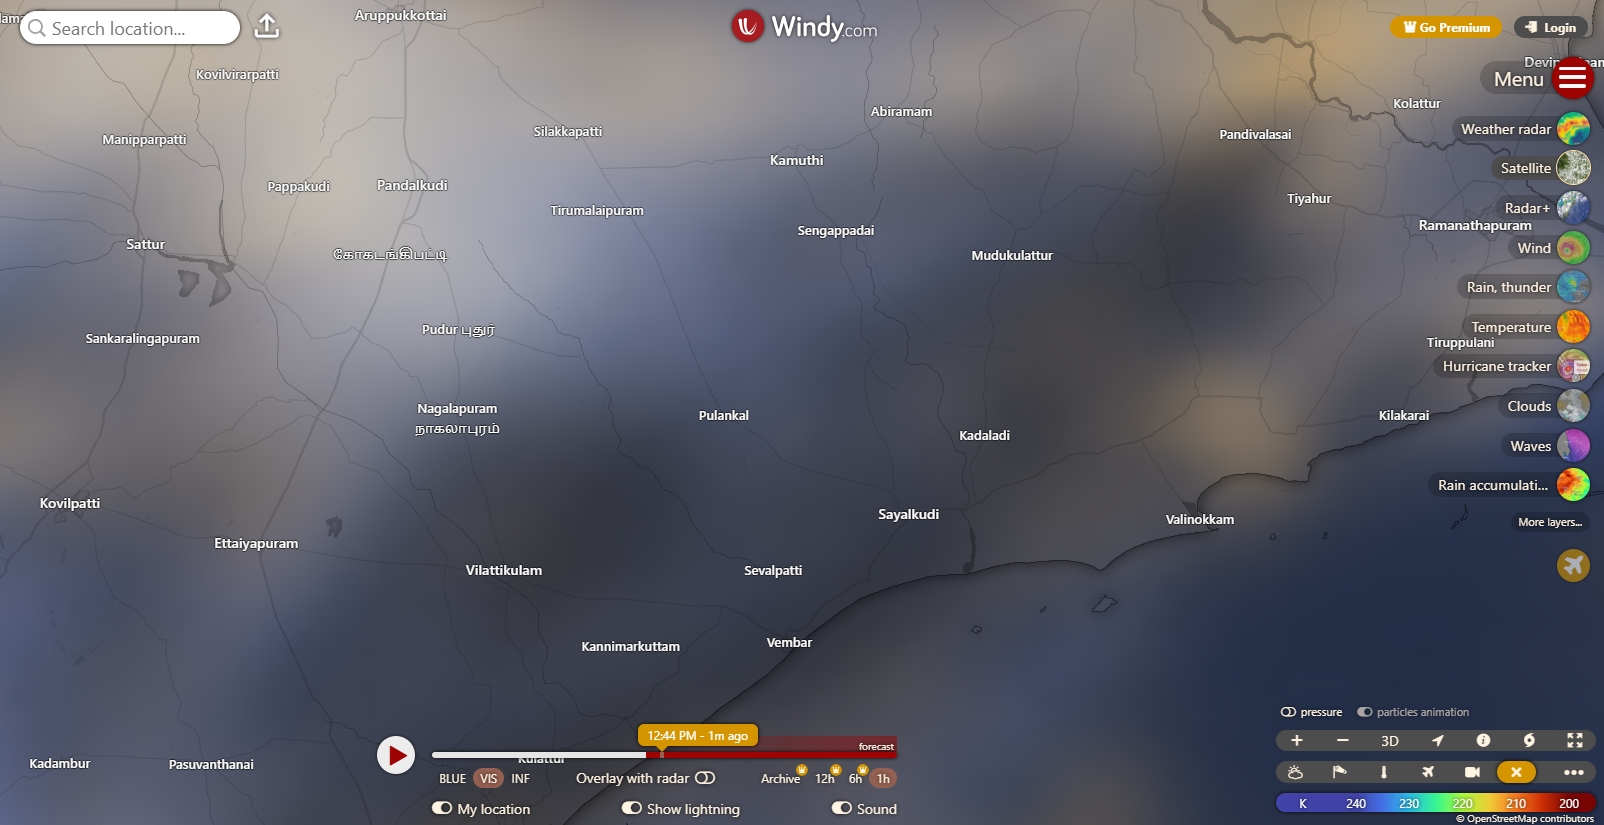 Search location...
Aruppukkottai
Windy.com
Go Premium
Login
Kovilvirarpatti
Menu
Abiramam
Kolattur
Silakkapatti
Pandivalasai
Weather radar
Manipparpatti
Kamuthi
Satellite
Pappakudi
Pandalkudi
Tiyahur
Tirumalaipuram
Radar+
Sengappadai
Ramanathapuram
Sattur
கோகடங்கிபட்டி
Mudukulattur
Wind
Rain, thunder
Pudur புதூர்
Temperature
Sankaralingapuram
Tiruppulani
Hurricane tracker
Nagalapuram
நாகலாபுரம்
Pulankal
Kilakarai
Clouds
Kadaladi
Waves
Rain accumulati...
Kovilpatti
Sayalkudi
Valinokkam
More layers...
Ettaiyapuram
Vilattikulam
Sevalpatti
Kannimarkuttam
Vembar
pressure
particles animation
12:44 PM - 1m ago
forecast
3D
Kadambur
Pasuvanthanai
Kulattur
BLUE
VIS
INF
Overlay with radar
Archive
12h
6h
1h
My location
Show lightning
Sound
K 240 230 220 210 200
© OpenStreetMap contributors